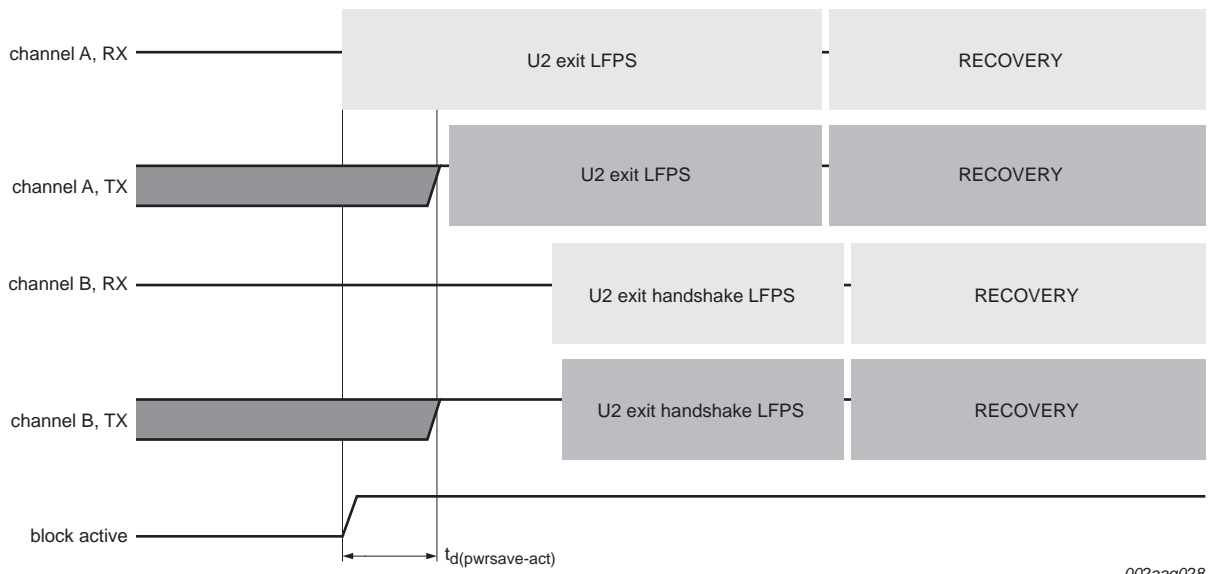 channel A, RX
U2 exit LFPS
RECOVERY
channel A, TX
U2 exit LFPS
RECOVERY
channel B, RX
U2 exit handshake LFPS
RECOVERY
channel B, TX
U2 exit handshake LFPS
RECOVERY
block active
td(pwrsave-act)
002aag028